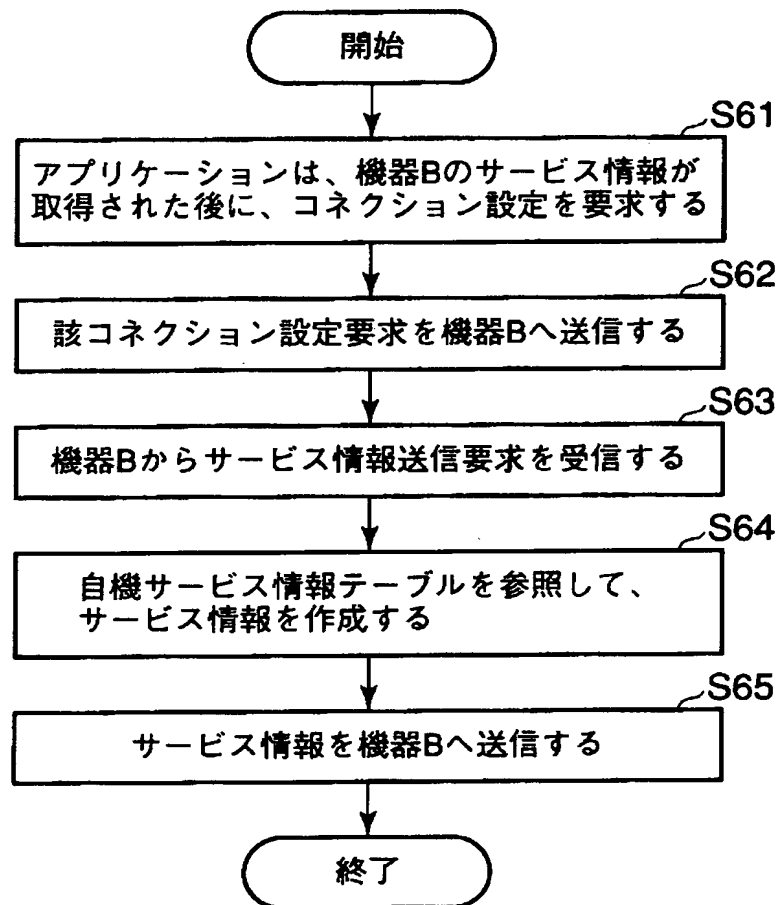 開始
S61
アプリケーションは、機器Bのサービス情報が
取得された後に、コネクション設定を要求する
S62
該コネクション設定要求を機器Bへ送信する
S63
機器Bからサービス情報送信要求を受信する
S64
自機サービス情報テーブルを参照して、
サービス情報を作成する
S65
サービス情報を機器Bへ送信する
終了